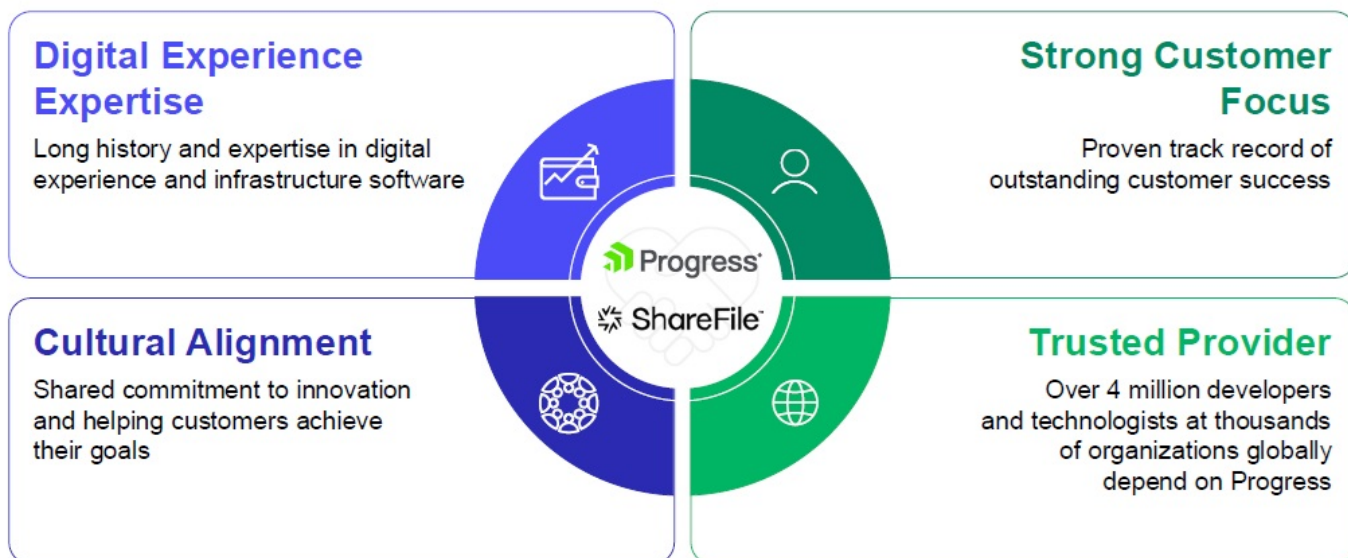 Digital Experience
Expertise
Long history and expertise in digital
experience and infrastructure software
Strong Customer
Focus
Proven track record of
outstanding customer success
Progress®
ShareFile™
Cultural Alignment
Shared commitment to innovation
and helping customers achieve
their goals
Trusted Provider
Over 4 million developers
and technologists at thousands
of organizations globally
depend on Progress